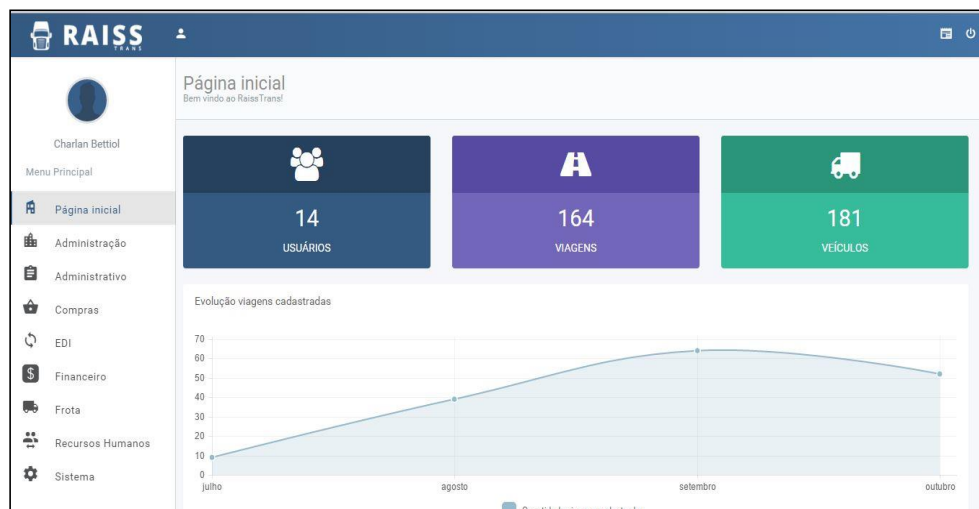 RAISS
TRANS
Página inicial
Bem vindo ao RaissTrans!
Charlan Bettiol
Menu Principal
Página inicial
Administração
Administrativo
Compras
EDI
Financeiro
Frota
Recursos Humanos
Sistema
14
USUÁRIOS
164
VIAGENS
181
VEÍCULOS
Evolução viagens cadastradas
70
60
50
40
30
20
10
0
julho agosto setembro outubro